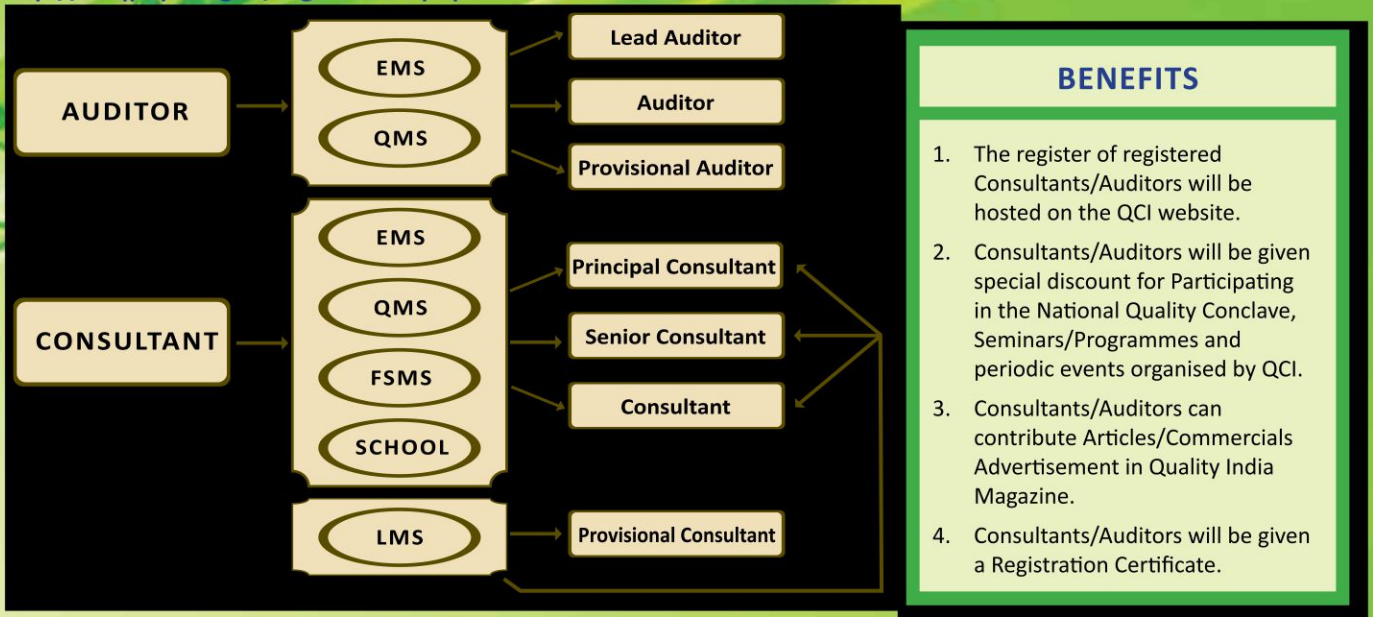 AUDITOR
EMS
QMS
Lead Auditor
Auditor
Provisional Auditor
CONSULTANT
EMS
QMS
FSMS
SCHOOL
Principal Consultant
Senior Consultant
Consultant
LMS
Provisional Consultant
BENEFITS
1. The register of registered
Consultants/Auditors will be
hosted on the QCI website.
2. Consultants/Auditors will be given
special discount for Participating
in the National Quality Conclave,
Seminars/Programmes and
periodic events organised by QCI.
3. Consultants/Auditors can
contribute Articles/Commercials
Advertisement in Quality India
Magazine.
4. Consultants/Auditors will be given
a Registration Certificate.